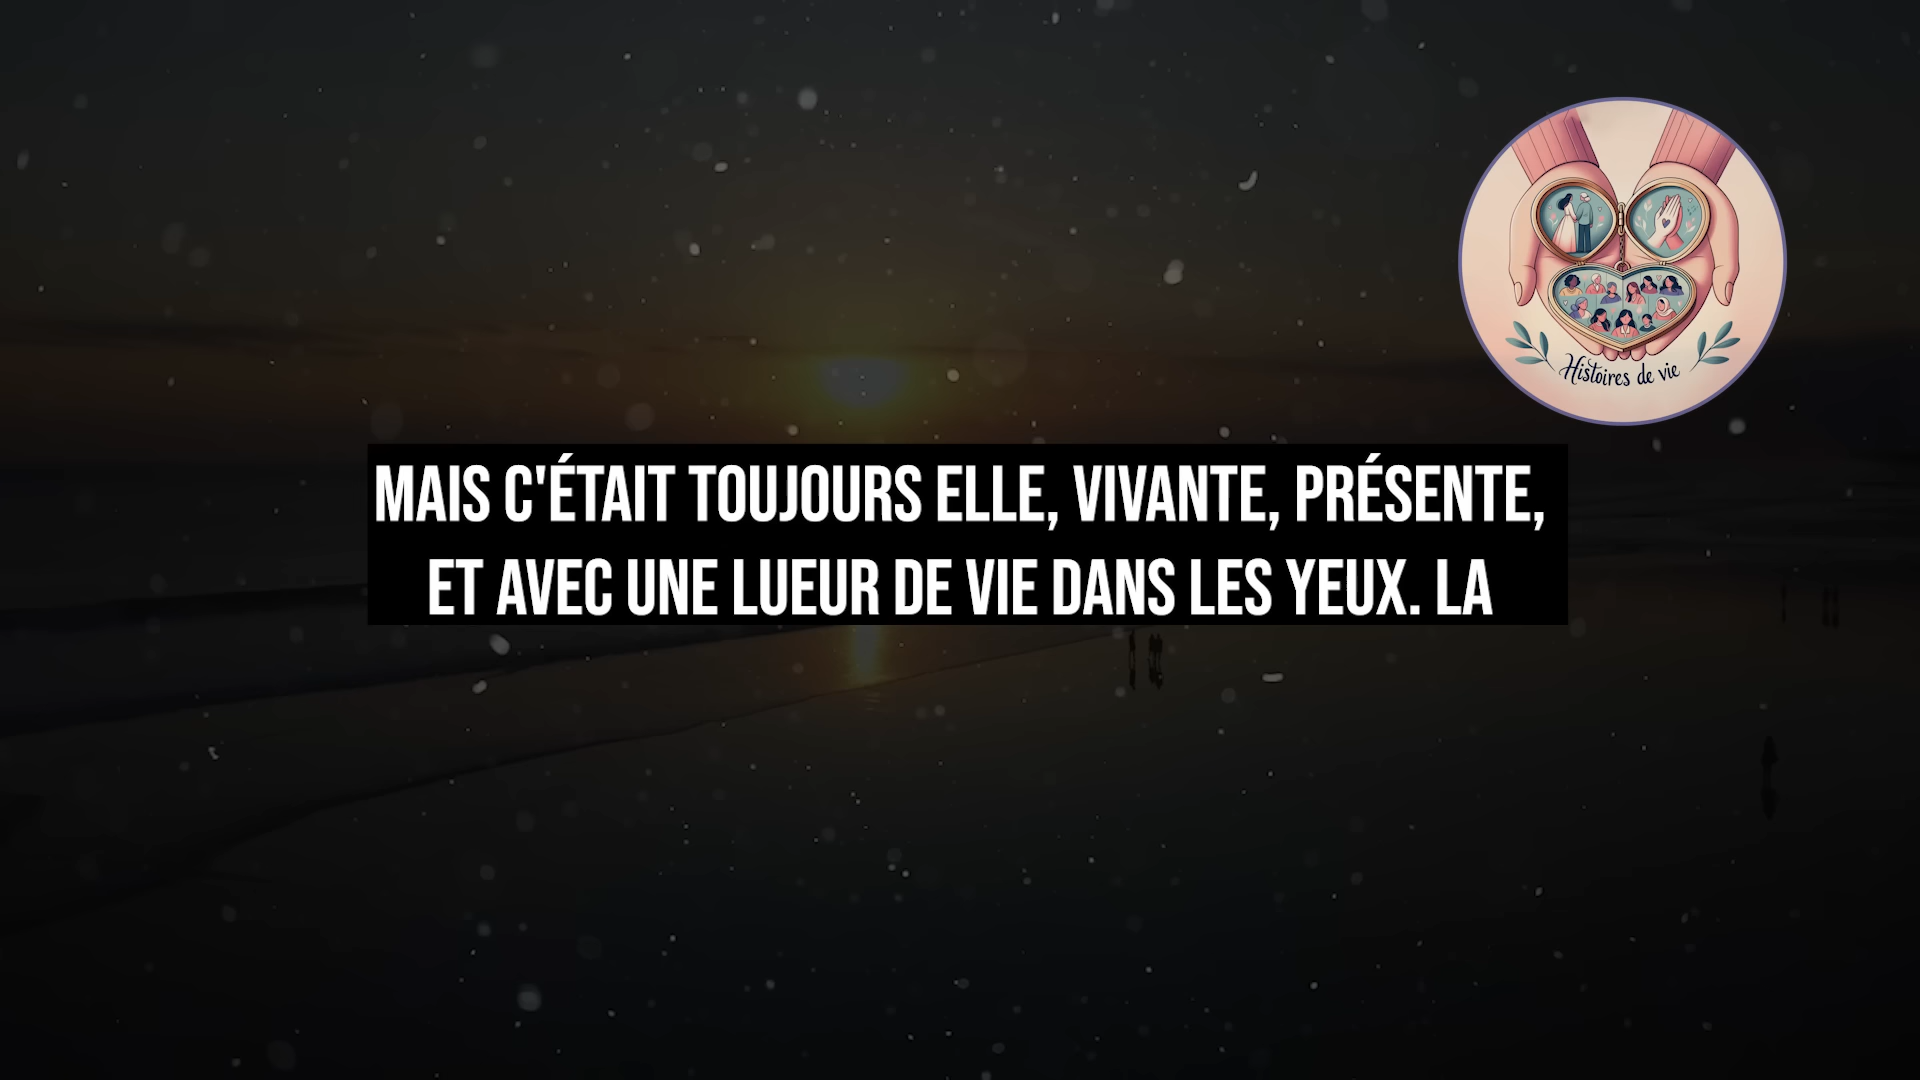 Histoires de vie
MAIS C'ÉTAIT TOUJOURS ELLE, VIVANTE, PRÉSENTE,
ET AVEC UNE LUEUR DE VIE DANS LES YEUX. LA